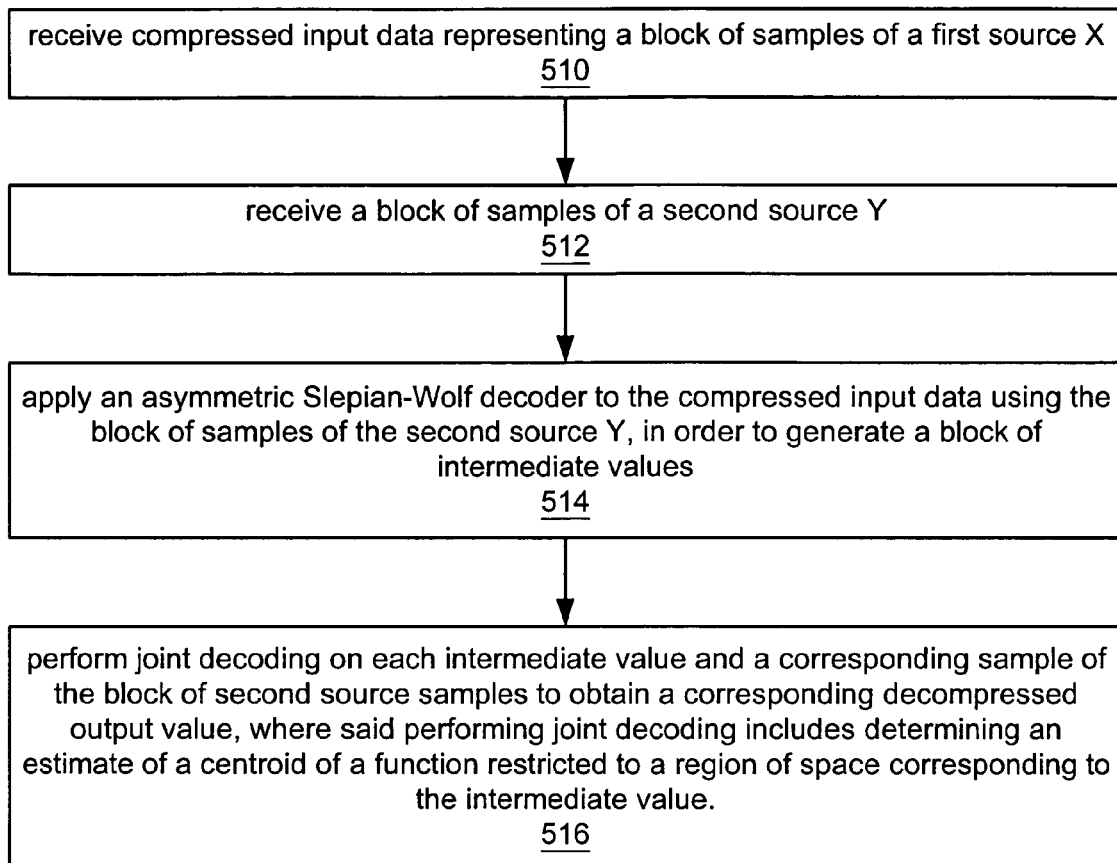 receive compressed input data representing a block of samples of a first source X
510
receive a block of samples of a second source Y
512
apply an asymmetric Slepian-Wolf decoder to the compressed input data using the
block of samples of the second source Y, in order to generate a block of
intermediate values
514
perform joint decoding on each intermediate value and a corresponding sample of
the block of second source samples to obtain a corresponding decompressed
output value, where said performing joint decoding includes determining an
estimate of a centroid of a function restricted to a region of space corresponding to
the intermediate value.
516